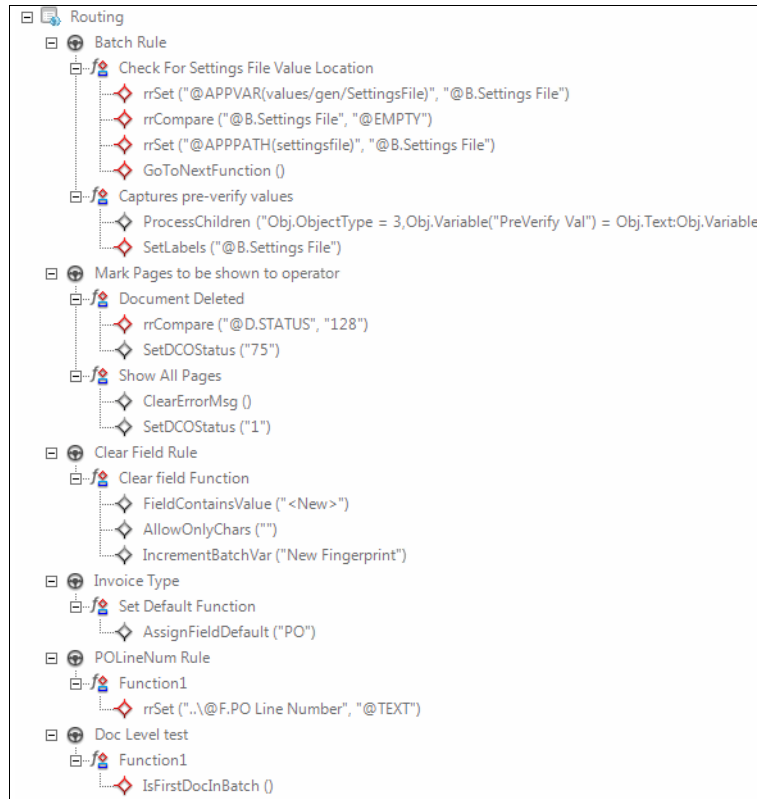 Routing
Batch Rule
Check For Settings File Value Location
rrSet ("@APPVAR(values/gen/SettingsFile)", "@B.Settings File")
rrCompare ("@B.Settings File", "@EMPTY")
rrSet ("@APPPATH(settingsfile)", "@B.Settings File")
GoToNextFunction ()
Captures pre-verify values
ProcessChildren ("Obj.ObjectType = 3,Obj.Variable("PreVerify Val") = Obj.Text:Obj.Variable
SetLabels ("@B.Settings File")
Mark Pages to be shown to operator
Document Deleted
rrCompare ("@D.STATUS", "128")
SetDCOStatus ("75")
Show All Pages
ClearErrorMsg ()
SetDCOStatus ("1")
Clear Field Rule
Clear field Function
FieldContainsValue ("<New>")
AllowOnlyChars ("")
IncrementBatchVar ("New Fingerprint")
Invoice Type
Set Default Function
AssignFieldDefault ("PO")
POLineNum Rule
Function1
rrSet ("..\@F.PO Line Number", "@TEXT")
Doc Level test
Function1
IsFirstDocInBatch ()